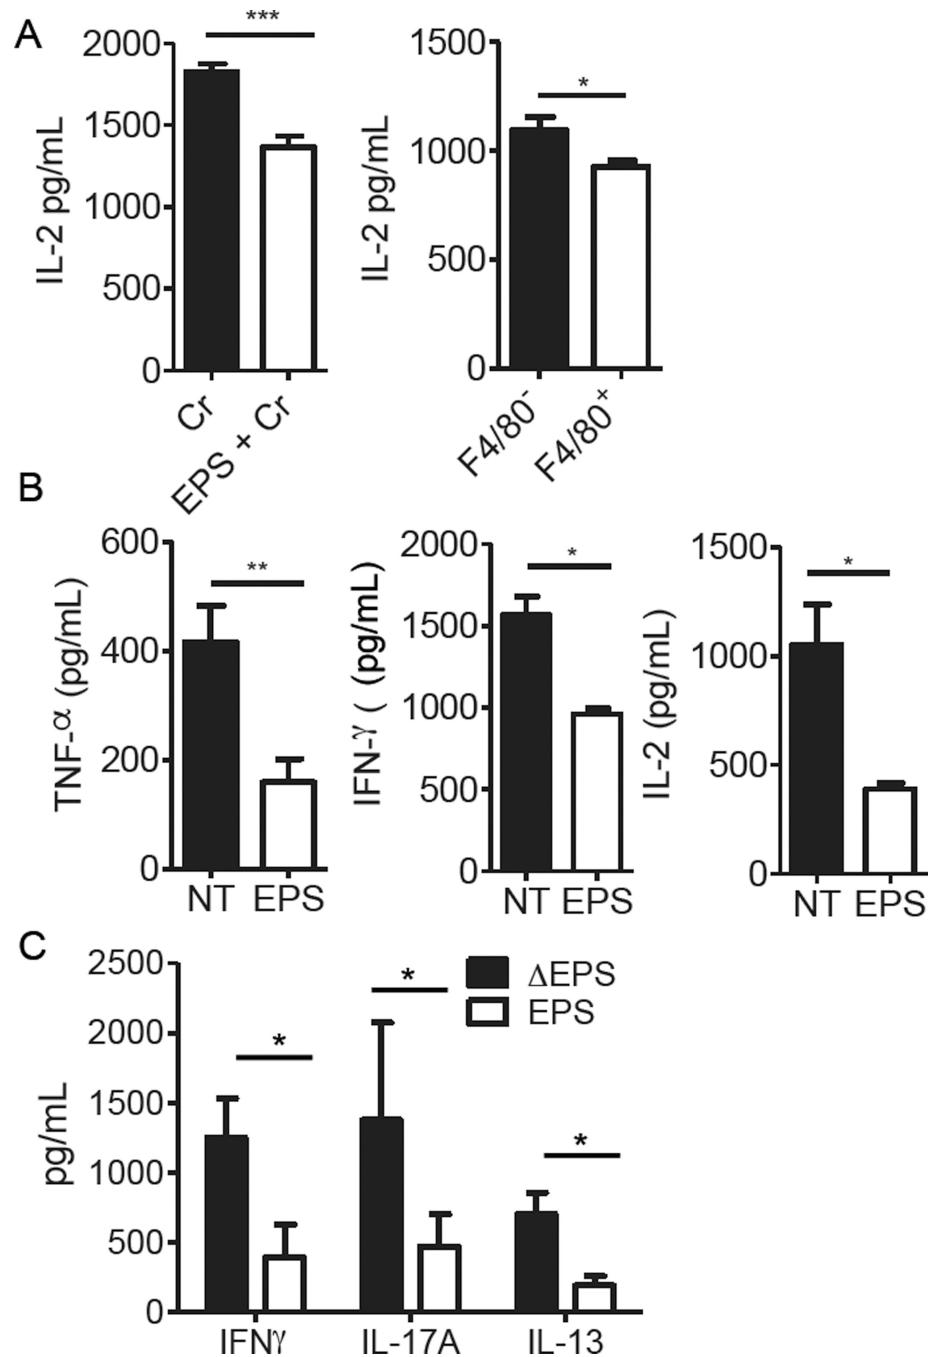 A
***
2000
1500
1000
500
0
IL-2 pg/mL
Cr
EPS + Cr
*
1500
1000
500
0
IL-2 pg/mL
F4/80⁻
F4/80⁺
B
**
600
400
200
0
TNF-α (pg/mL)
NT EPS
*
2000
1500
1000
500
0
IFN-γ ( (pg/mL)
NT EPS
*
1500
1000
500
0
IL-2 (pg/mL)
NT EPS
C
2500
2000
1500
1000
500
0
pg/mL
*
*
*
ΔEPS
EPS
IFNγ IL-17A IL-13